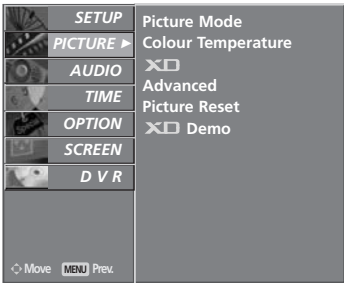 SETUP
PICTURE ►
AUDIO
TIME
OPTION
SCREEN
D V R
Picture Mode
Colour Temperature
XD
Advanced
Picture Reset
XD Demo
Move MENU Prev.